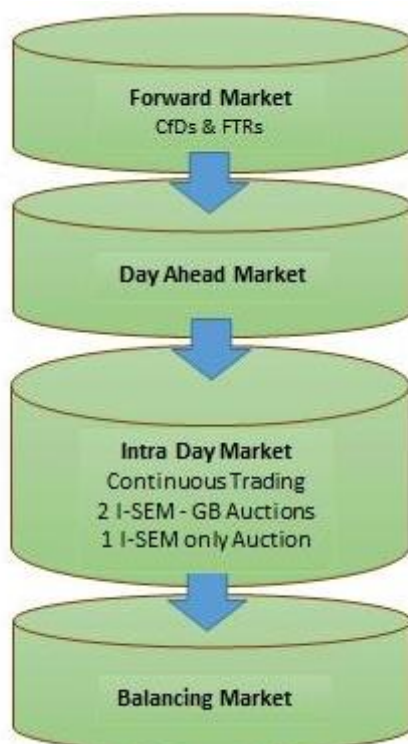 Forward Market
CfDs & FTRs
Day Ahead Market
Intra Day Market
Continuous Trading
2 I-SEM - GB Auctions
1 I-SEM only Auction
Balancing Market